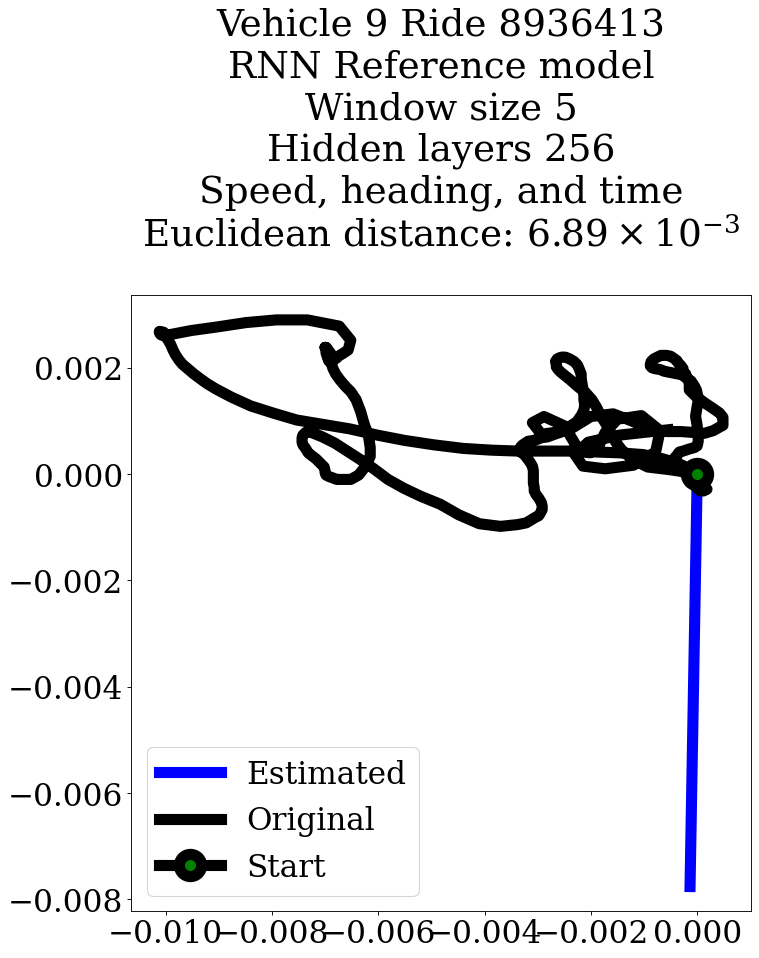 Vehicle 9 Ride 8936413
RNN Reference model
Window size 5
Hidden layers 256
Speed, heading, and time
Euclidean distance: 6.89 × 10⁻³
0.002
0.000
−0.002
−0.004
−0.006
−0.008
Estimated
Original
Start
−0.010 −0.008 −0.006 −0.004 −0.002 0.000